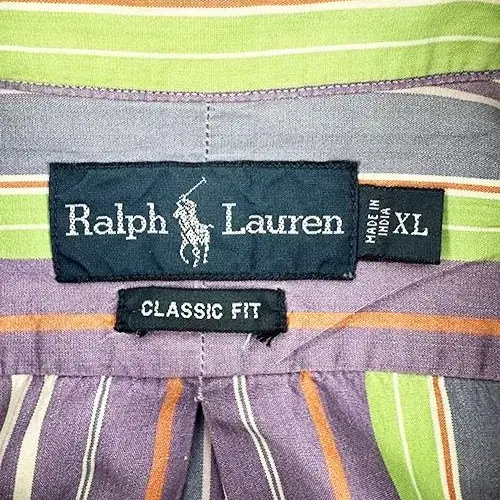 Ralph Lauren
MADE IN
INDIA
XL
CLASSIC FIT